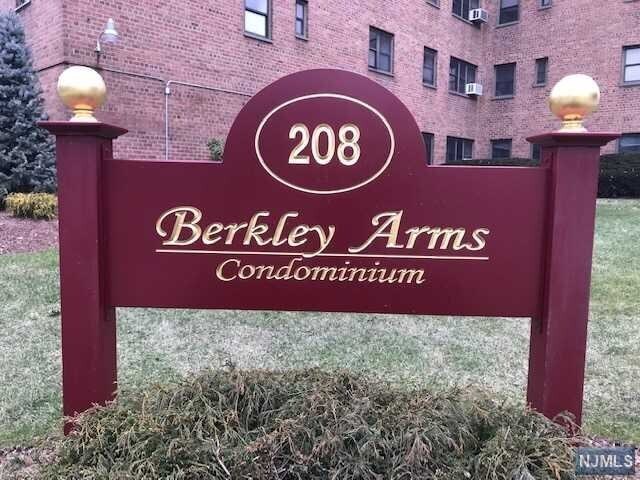 208
Berkley Arms
Condominium
NJMLS